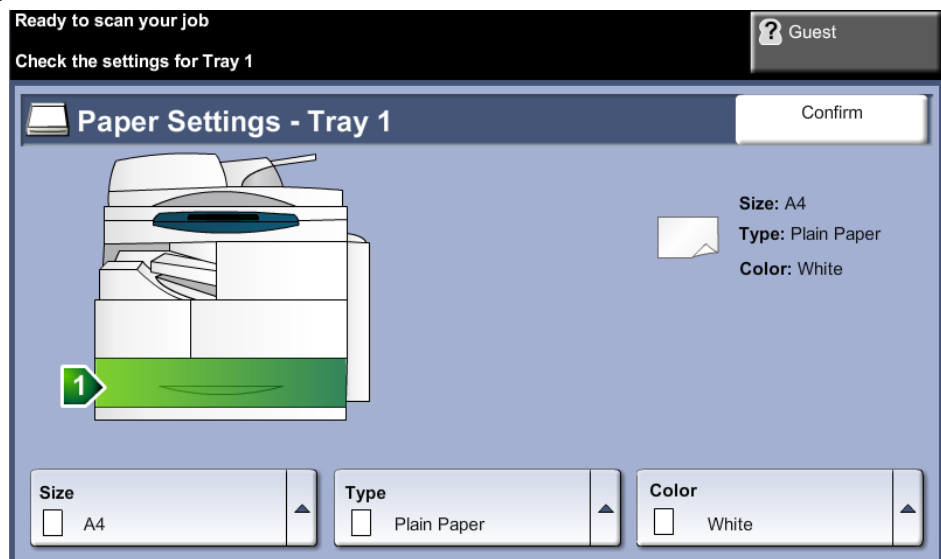 Ready to scan your job
Guest
Check the settings for Tray 1
Paper Settings - Tray 1
Confirm
Size: A4
Type: Plain Paper
Color: White
1
Size
A4
Type
Plain Paper
Color
White